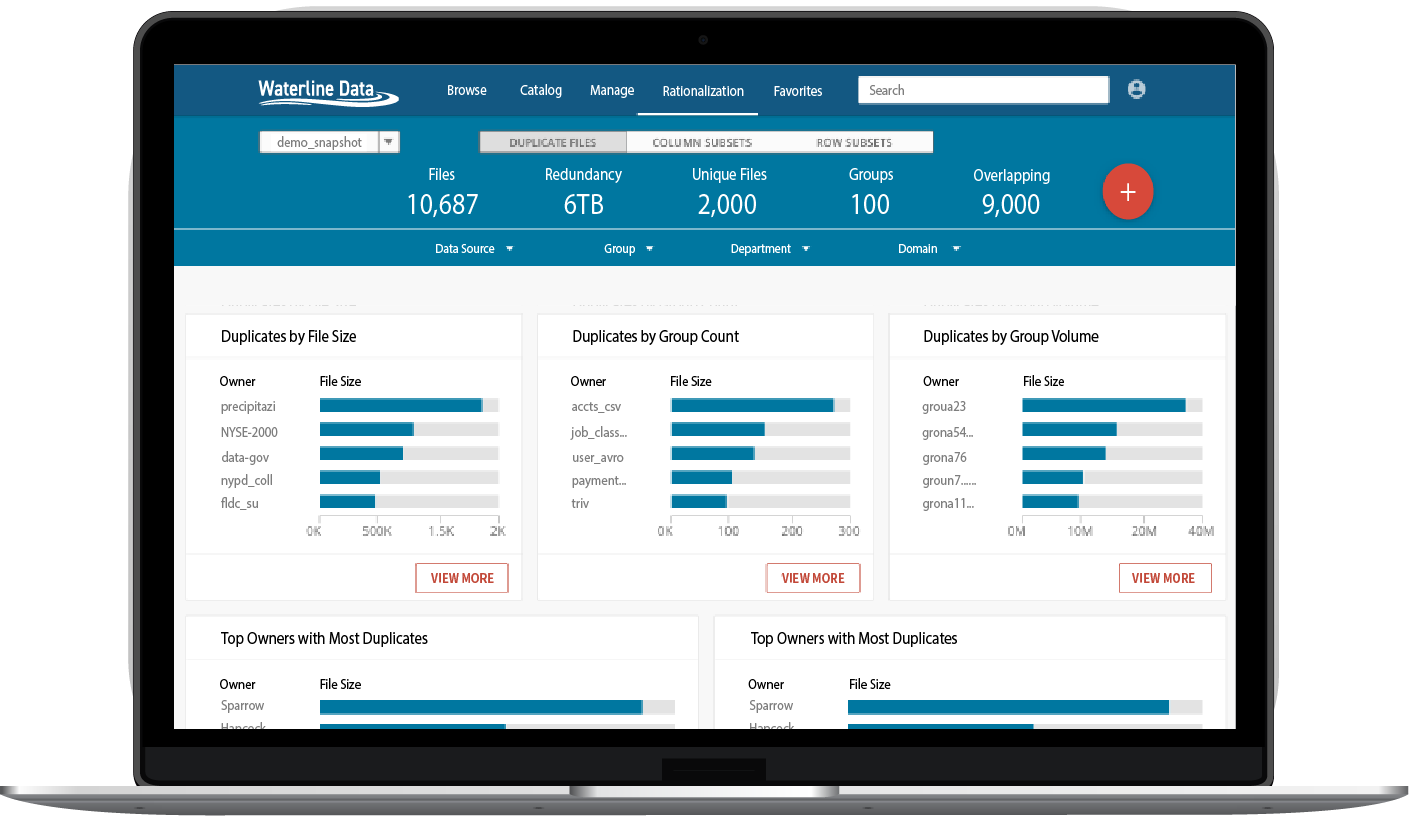 Waterline Data
Browse Catalog Manage Rationalization Favorites Search
demo_snapshot DUPLICATE FILES COLUMN SUBSETS ROW SUBSETS
Files Redundancy Unique Files Groups Overlapping
10,687 6TB 2,000 100 9,000 +
Data Source Group Department Domain
Duplicates by File Size
Owner File Size
precipitazi
NYSE-2000
data-gov
nypd_coll
fldc_su
0K 500K 1.5K 2K
VIEW MORE
Duplicates by Group Count
Owner File Size
accts_csv
job_class...
user_avro
payment...
triv
0K 100 200 300
VIEW MORE
Duplicates by Group Volume
Owner File Size
groua23
grona54...
grona76
groun7......
grona11...
0M 10M 20M 40M
VIEW MORE
Top Owners with Most Duplicates
Owner File Size
Sparrow
Hancock
Top Owners with Most Duplicates
Owner File Size
Sparrow
Hancock